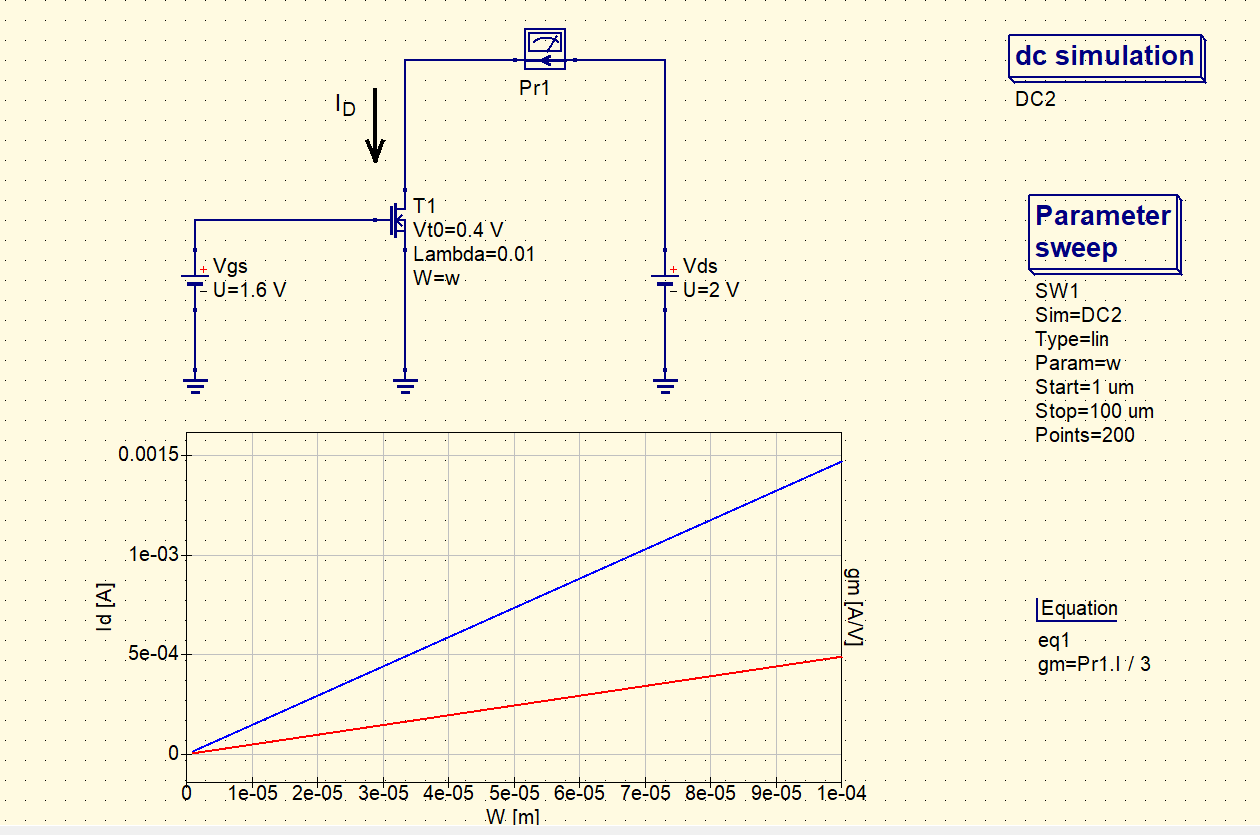 dc simulation
DC2
Pr1
ID
T1
Vt0=0.4 V
Lambda=0.01
W=w
Vgs
U=1.6 V
Vds
U=2 V
Parameter
sweep
SW1
Sim=DC2
Type=lin
Param=w
Start=1 um
Stop=100 um
Points=200
0.0015
1e-03
5e-04
0
Id [A]
gm [A/V]
0 1e-05 2e-05 3e-05 4e-05 5e-05 6e-05 7e-05 8e-05 9e-05 1e-04
W [m]
Equation
eq1
gm=Pr1.I / 3